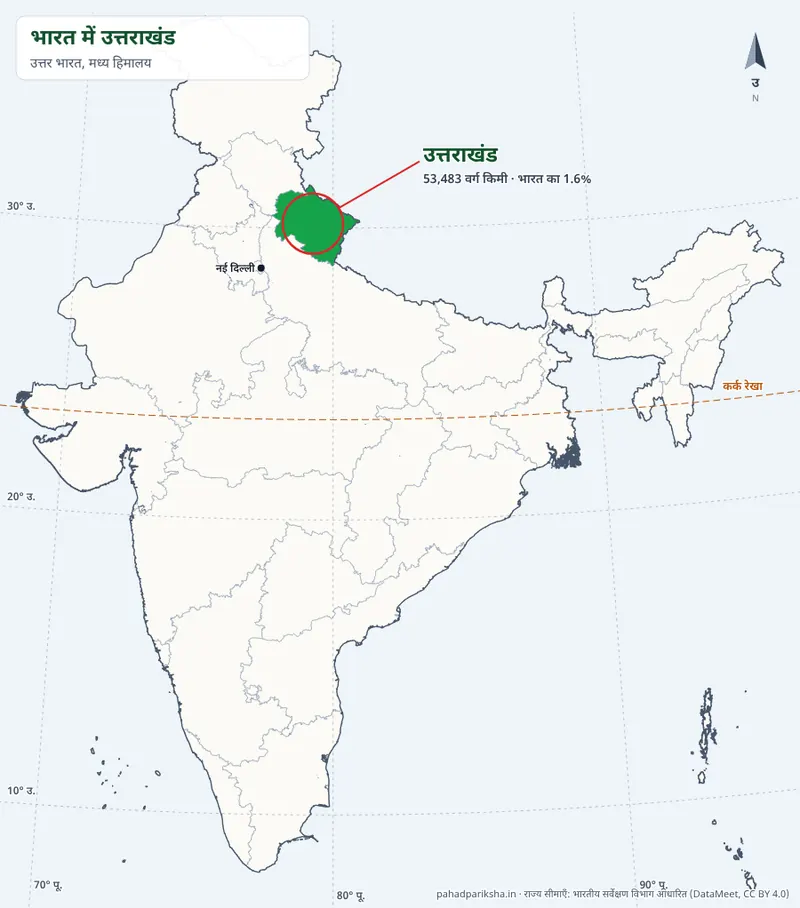 भारत में उत्तराखंड
उत्तर भारत, मध्य हिमालय
उ
N
उत्तराखंड
53,483 वर्ग किमी · भारत का 1.6%
30° उ.
नई दिल्ली
कर्क रेखा
20° उ.
10° उ.
70° पू.
80° पू.
90° पू.
pahadpariksha.in · राज्य सीमाएँ: भारतीय सर्वेक्षण विभाग आधारित (DataMeet, CC BY 4.0)